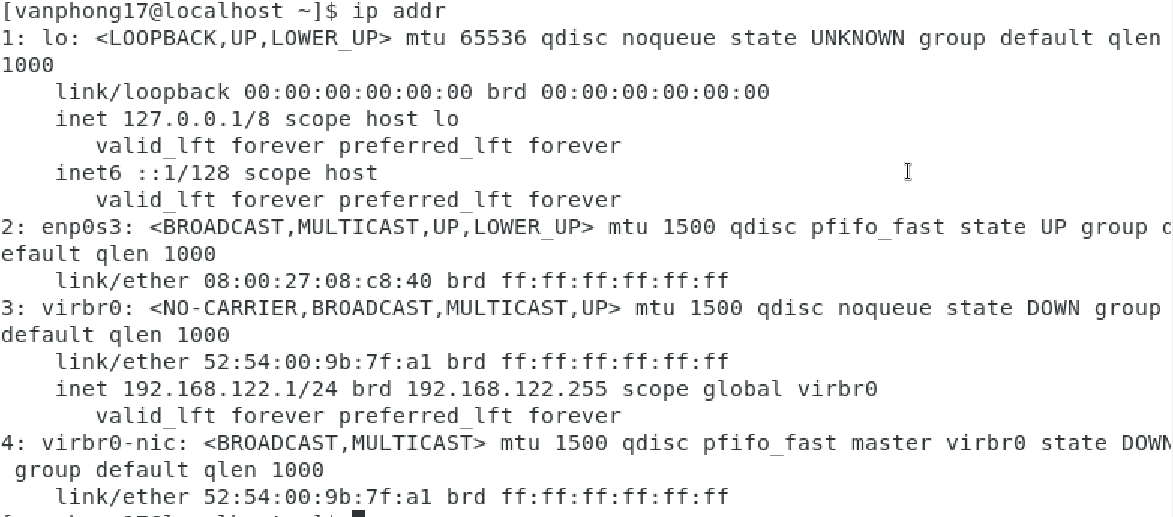 [vanphong17@localhost ~]$ ip addr
1: lo: <LOOPBACK,UP,LOWER_UP> mtu 65536 qdisc noqueue state UNKNOWN group default qlen
1000
    link/loopback 00:00:00:00:00:00 brd 00:00:00:00:00:00
    inet 127.0.0.1/8 scope host lo
       valid_lft forever preferred_lft forever
    inet6 ::1/128 scope host
       valid_lft forever preferred_lft forever
2: enp0s3: <BROADCAST,MULTICAST,UP,LOWER_UP> mtu 1500 qdisc pfifo_fast state UP group d
efault qlen 1000
    link/ether 08:00:27:08:c8:40 brd ff:ff:ff:ff:ff:ff
3: virbr0: <NO-CARRIER,BROADCAST,MULTICAST,UP> mtu 1500 qdisc noqueue state DOWN group
default qlen 1000
    link/ether 52:54:00:9b:7f:a1 brd ff:ff:ff:ff:ff:ff
    inet 192.168.122.1/24 brd 192.168.122.255 scope global virbr0
       valid_lft forever preferred_lft forever
4: virbr0-nic: <BROADCAST,MULTICAST> mtu 1500 qdisc pfifo_fast master virbr0 state DOWN
 group default qlen 1000
    link/ether 52:54:00:9b:7f:a1 brd ff:ff:ff:ff:ff:ff